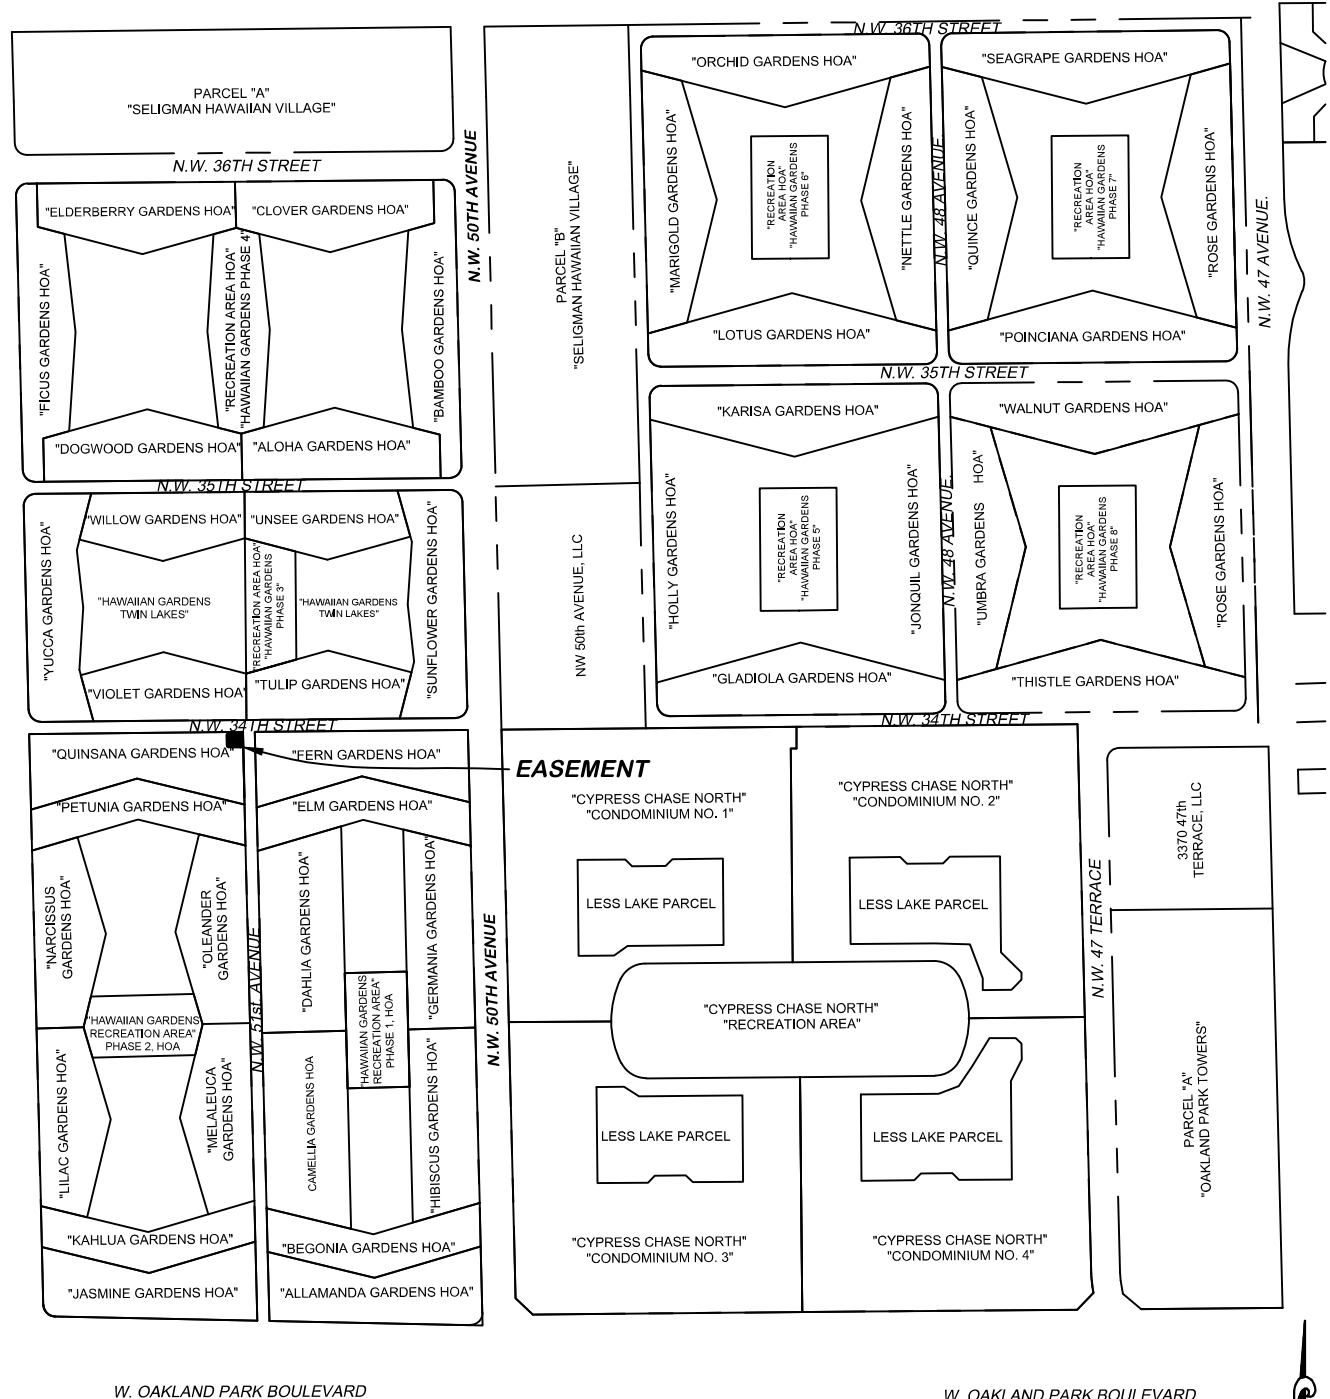 N.W. 36TH STREET
PARCEL "A"
"SELIGMAN HAWAIIAN VILLAGE"
N.W. 36TH STREET
"ELDERBERRY GARDENS HOA"
"CLOVER GARDENS HOA"
"FICUS GARDENS HOA"
"RECREATION AREA HOA"
"HAWAIIAN GARDENS PHASE 4"
"BAMBOO GARDENS HOA"
"DOGWOOD GARDENS HOA"
"ALOHA GARDENS HOA"
N.W. 35TH STREET
N.W. 50TH AVENUE
PARCEL "B"
"SELIGMAN HAWAIIAN VILLAGE"
"ORCHID GARDENS HOA"
"MARIGOLD GARDENS HOA"
"RECREATION
AREA HOA"
"HAWAIIAN GARDENS
PHASE 6"
"NETTLE GARDENS HOA"
"LOTUS GARDENS HOA"
N.W. 48 AVENUE.
"SEAGRAPE GARDENS HOA"
"QUINCE GARDENS HOA"
"RECREATION
AREA HOA"
"HAWAIIAN GARDENS
PHASE 7"
"ROSE GARDENS HOA"
"POINCIANA GARDENS HOA"
N.W. 47 AVENUE.
N.W. 35TH STREET
"YUCCA GARDENS HOA"
"WILLOW GARDENS HOA"
"UNSEE GARDENS HOA"
"HAWAIIAN GARDENS
TWIN LAKES"
"RECREATION AREA HOA"
"HAWAIIAN GARDENS
PHASE 3"
"HAWAIIAN GARDENS
TWIN LAKES"
"SUNFLOWER GARDENS HOA"
"VIOLET GARDENS HOA"
"TULIP GARDENS HOA"
N.W. 34TH STREET
NW 50th AVENUE, LLC
"KARISA GARDENS HOA"
"HOLLY GARDENS HOA"
"RECREATION
AREA HOA"
"HAWAIIAN GARDENS
PHASE 5"
"JONQUIL GARDENS HOA"
"GLADIOLA GARDENS HOA"
N.W. 48 AVENUE.
"WALNUT GARDENS HOA"
"UMBRA GARDENS HOA"
"RECREATION
AREA HOA"
"HAWAIIAN GARDENS
PHASE 8"
"ROSE GARDENS HOA"
"THISTLE GARDENS HOA"
N.W. 34TH STREET
"QUINSANA GARDENS HOA"
"FERN GARDENS HOA"
EASEMENT
"PETUNIA GARDENS HOA"
"ELM GARDENS HOA"
"NARCISSUS
GARDENS HOA"
"OLEANDER
GARDENS HOA"
N.W. 51st. AVENUE
"DAHLIA GARDENS HOA"
"GERMANIA GARDENS HOA"
"HAWAIIAN GARDENS
RECREATION AREA"
PHASE 2, HOA
"HAWAIIAN GARDENS
RECREATION AREA"
PHASE 1, HOA
"LILAC GARDENS HOA"
"MELALEUCA
GARDENS HOA"
CAMELLIA GARDENS HOA
"HIBISCUS GARDENS HOA"
"KAHLUA GARDENS HOA"
"BEGONIA GARDENS HOA"
"JASMINE GARDENS HOA"
"ALLAMANDA GARDENS HOA"
N.W. 50TH AVENUE
"CYPRESS CHASE NORTH"
"CONDOMINIUM NO. 1"
"CYPRESS CHASE NORTH"
"CONDOMINIUM NO. 2"
LESS LAKE PARCEL
LESS LAKE PARCEL
"CYPRESS CHASE NORTH"
"RECREATION AREA"
LESS LAKE PARCEL
LESS LAKE PARCEL
"CYPRESS CHASE NORTH"
"CONDOMINIUM NO. 3"
"CYPRESS CHASE NORTH"
"CONDOMINIUM NO. 4"
N.W. 47 TERRACE
3370 47th
TERRACE, LLC
PARCEL "A"
"OAKLAND PARK TOWERS"
W. OAKLAND PARK BOULEVARD
W. OAKLAND PARK BOULEVARD